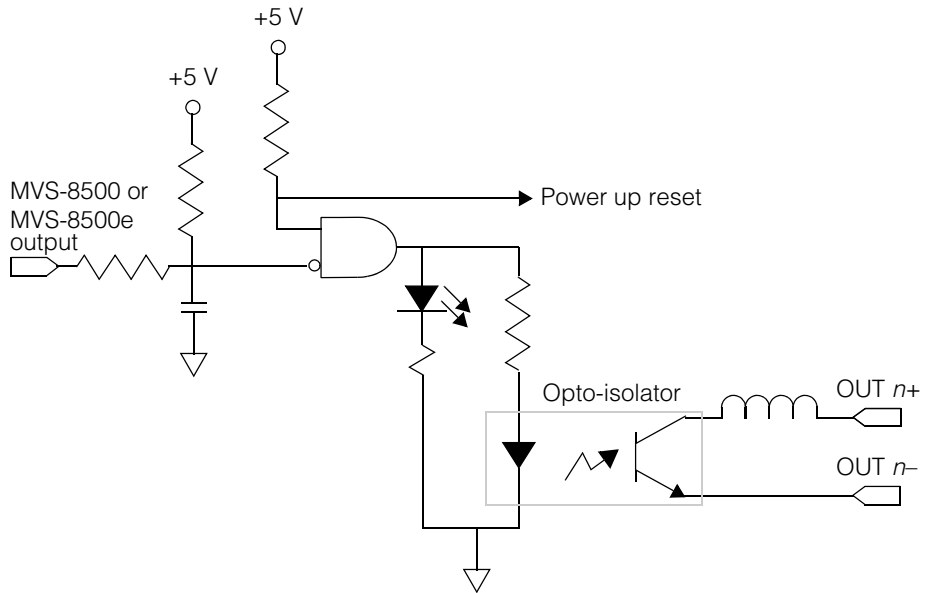 +5 V
+5 V
MVS-8500 or
MVS-8500e
output
Power up reset
Opto-isolator
OUT n+
OUT n–